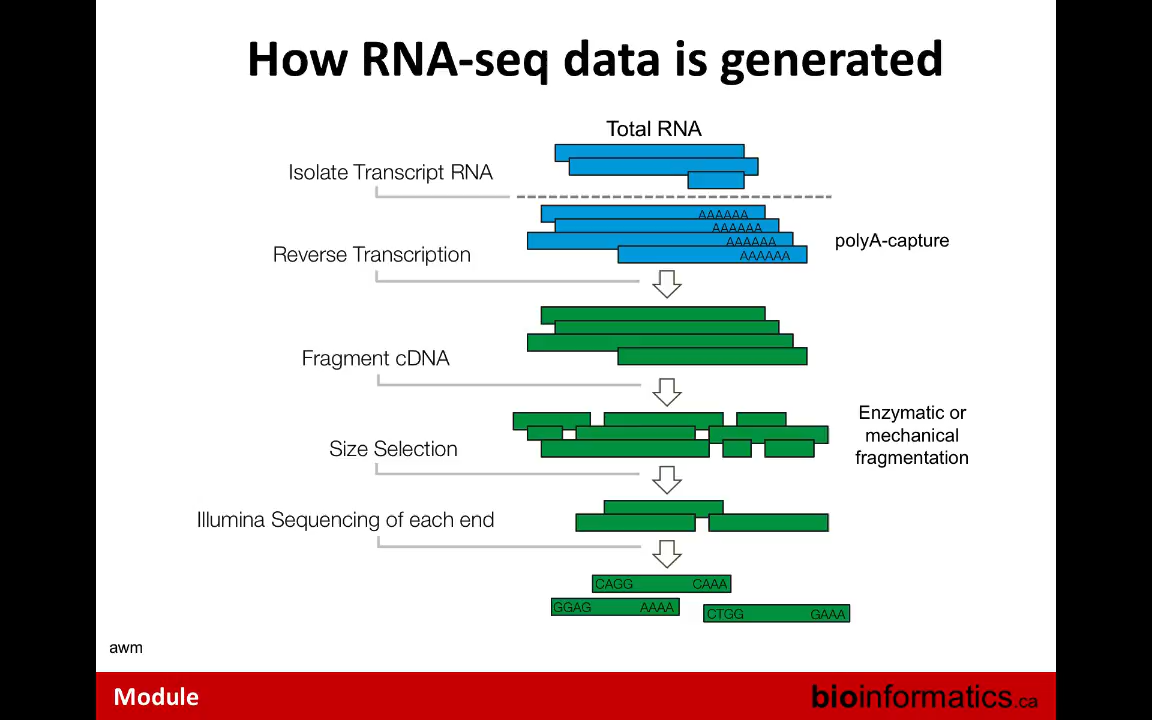 How RNA-seq data is generated
Total RNA
Isolate Transcript RNA
AAAAAA
AAAAAA
AAAAAA
AAAAAA
polyA-capture
Reverse Transcription
Fragment cDNA
Enzymatic or
mechanical
fragmentation
Size Selection
Illumina Sequencing of each end
CAGG CAAA
GGAG AAAA
CTGG GAAA
awm
Module
bioinformatics.ca